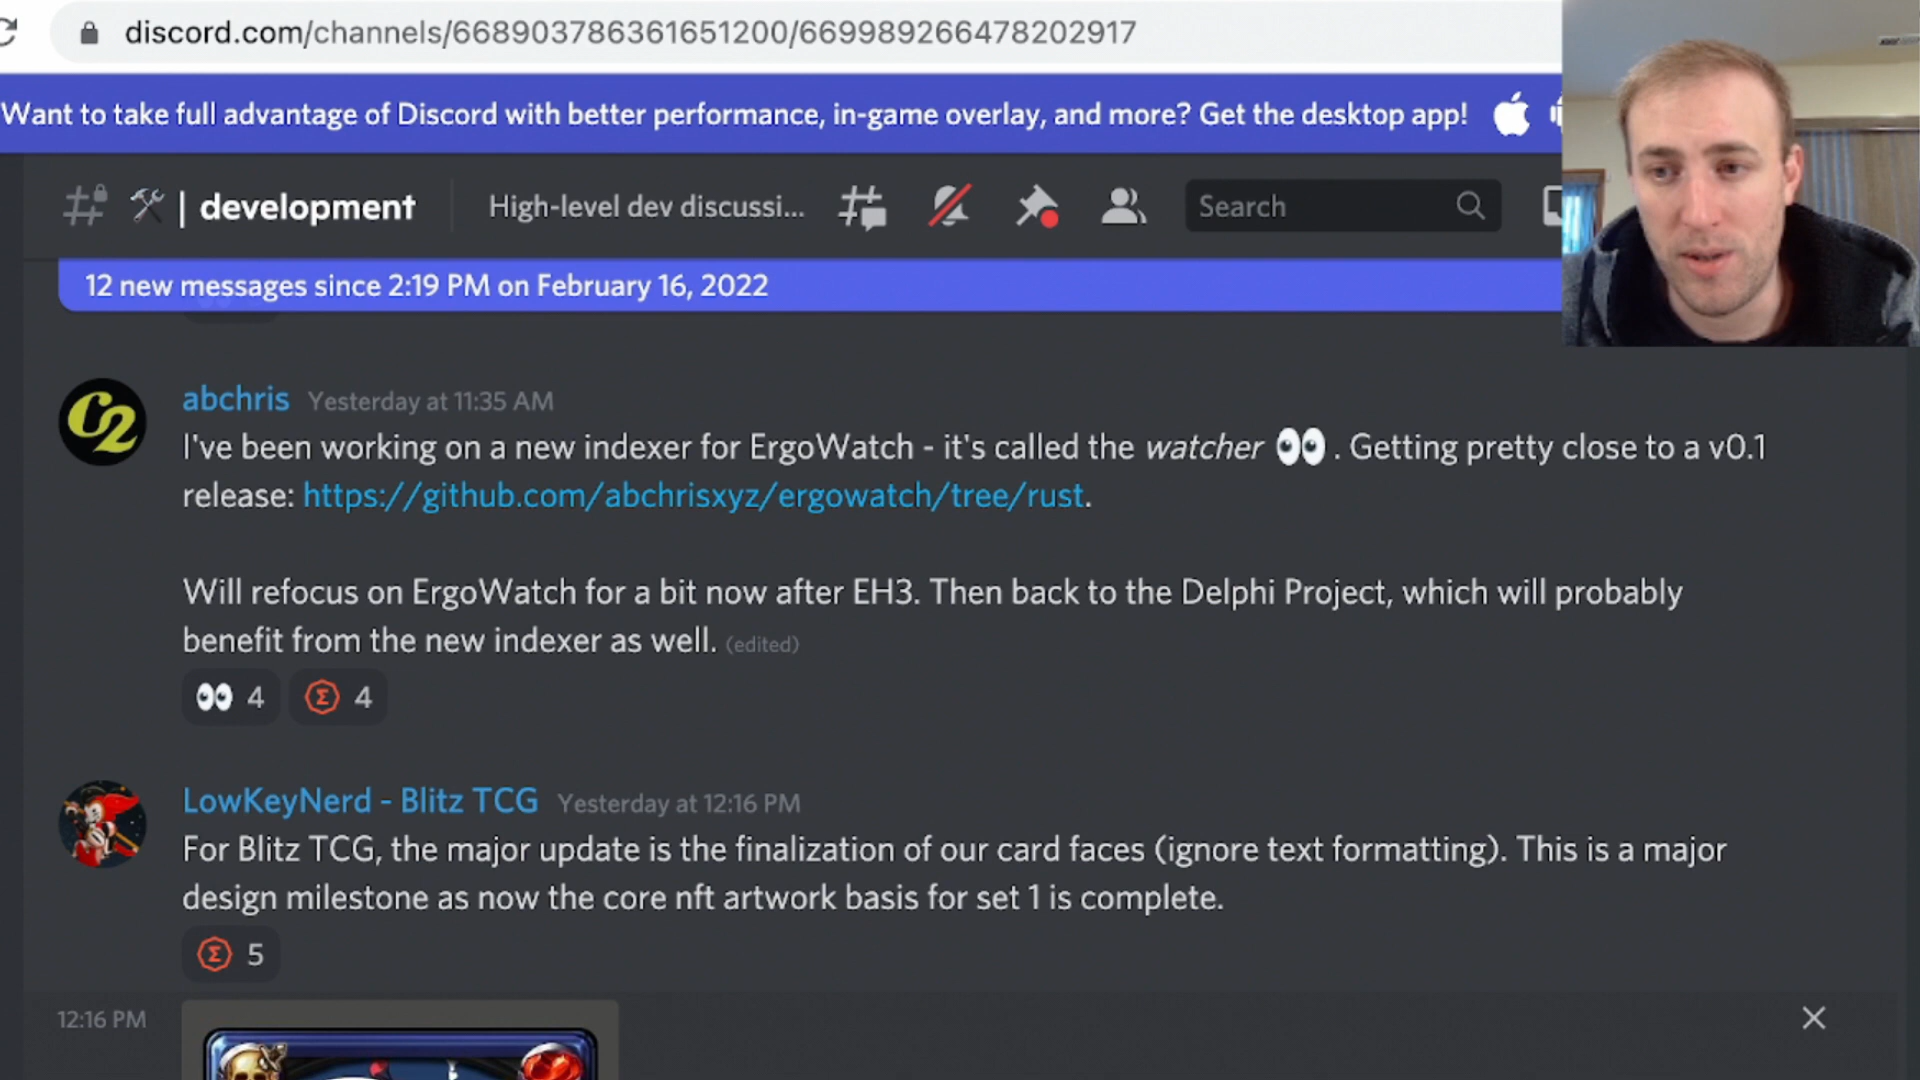 discord.com/channels/668903786361651200/669989266478202917
Want to take full advantage of Discord with better performance, in-game overlay, and more? Get the desktop app!
| development
High-level dev discussi...
Search
12 new messages since 2:19 PM on February 16, 2022
C2
abchris Yesterday at 11:35 AM
I've been working on a new indexer for ErgoWatch - it's called the watcher 👀 . Getting pretty close to a v0.1
release: https://github.com/abchrisxyz/ergowatch/tree/rust.
Will refocus on ErgoWatch for a bit now after EH3. Then back to the Delphi Project, which will probably
benefit from the new indexer as well. (edited)
👀 4 Σ 4
LowKeyNerd - Blitz TCG Yesterday at 12:16 PM
For Blitz TCG, the major update is the finalization of our card faces (ignore text formatting). This is a major
design milestone as now the core nft artwork basis for set 1 is complete.
Σ 5
12:16 PM